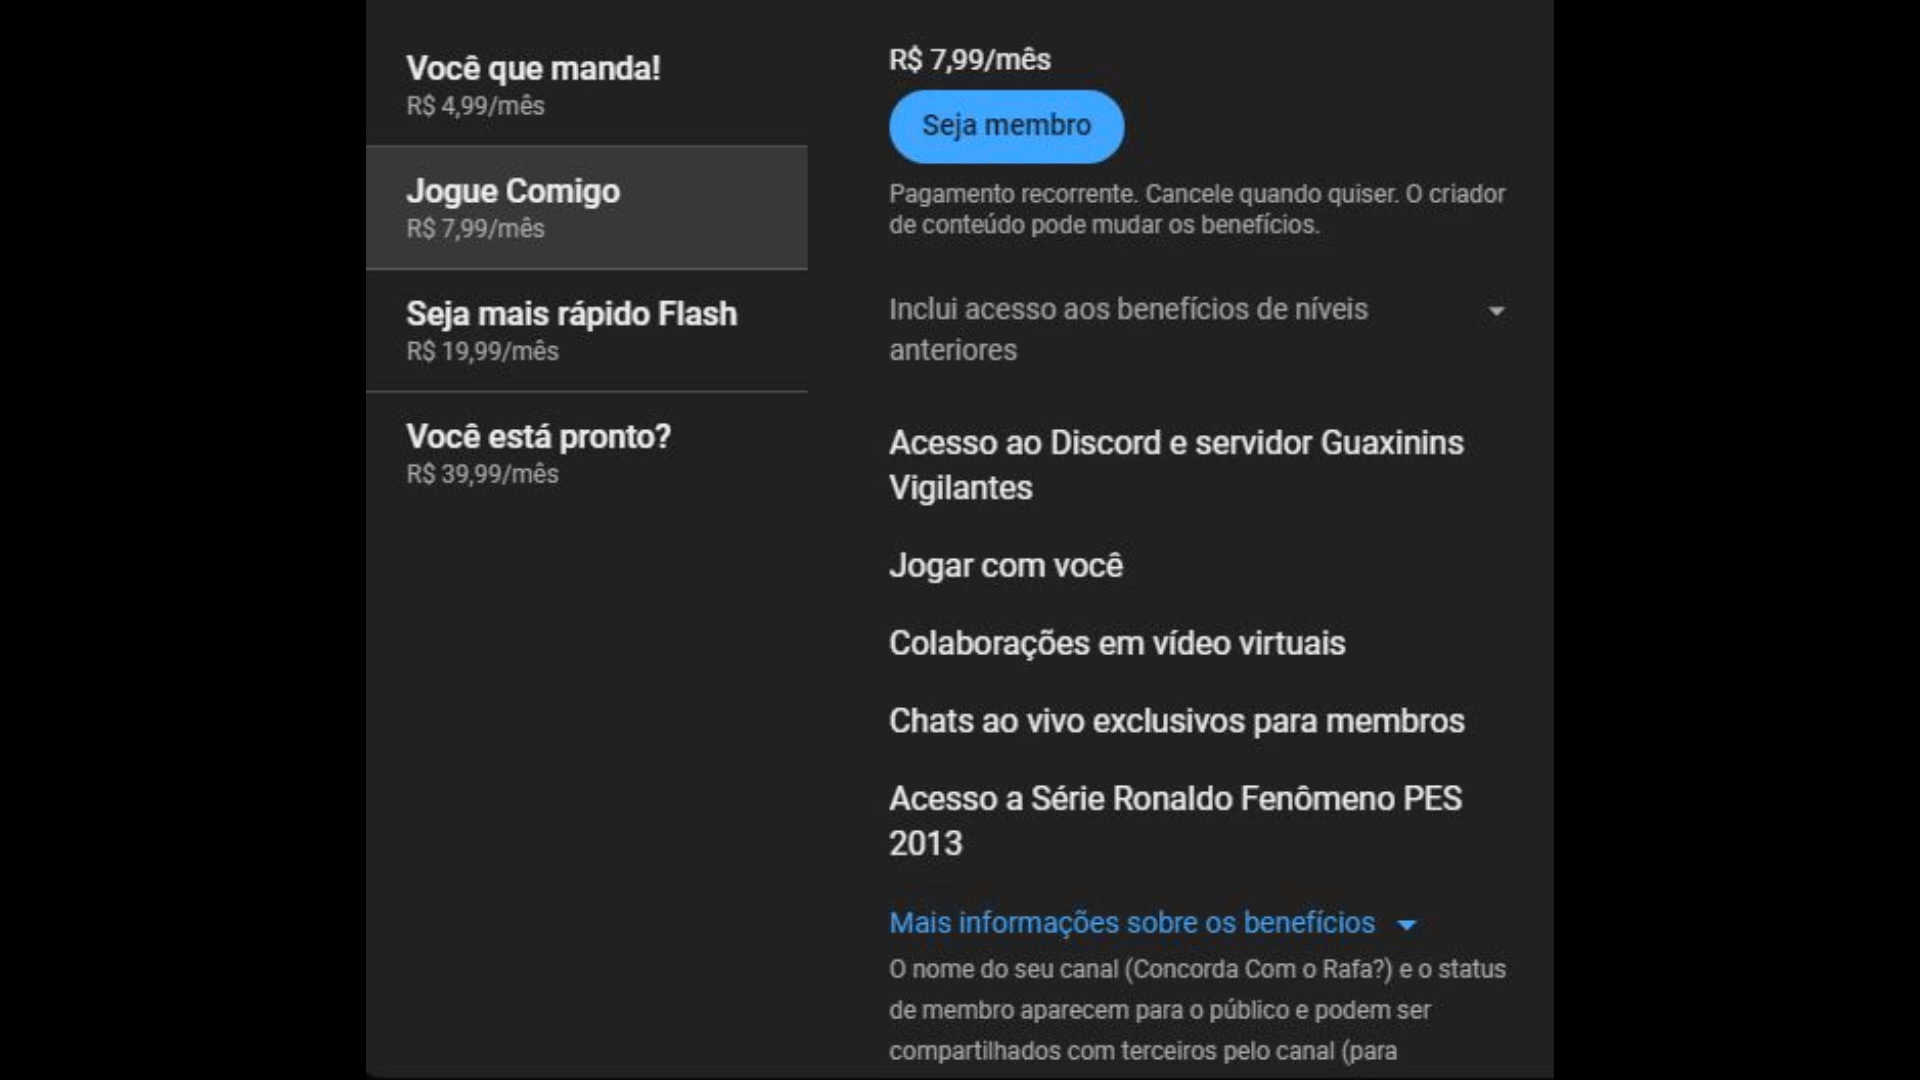 Você que manda!
R$ 4,99/mês
Jogue Comigo
R$ 7,99/mês
Seja mais rápido Flash
R$ 19,99/mês
Você está pronto?
R$ 39,99/mês
R$ 7,99/mês
Seja membro
Pagamento recorrente. Cancele quando quiser. O criador
de conteúdo pode mudar os benefícios.
Inclui acesso aos benefícios de níveis
anteriores
Acesso ao Discord e servidor Guaxinins
Vigilantes
Jogar com você
Colaborações em vídeo virtuais
Chats ao vivo exclusivos para membros
Acesso a Série Ronaldo Fenômeno PES
2013
Mais informações sobre os benefícios
O nome do seu canal (Concorda Com o Rafa?) e o status
de membro aparecem para o público e podem ser
compartilhados com terceiros pelo canal (para